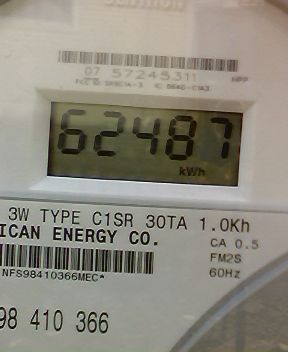 07 57245311 NPP
62487
kWh
3W TYPE C1SR 30TA 1.0Kh
ICAN ENERGY CO.
CA 0.5
FM2S
NFS98410366MEC*
60Hz
98 410 366